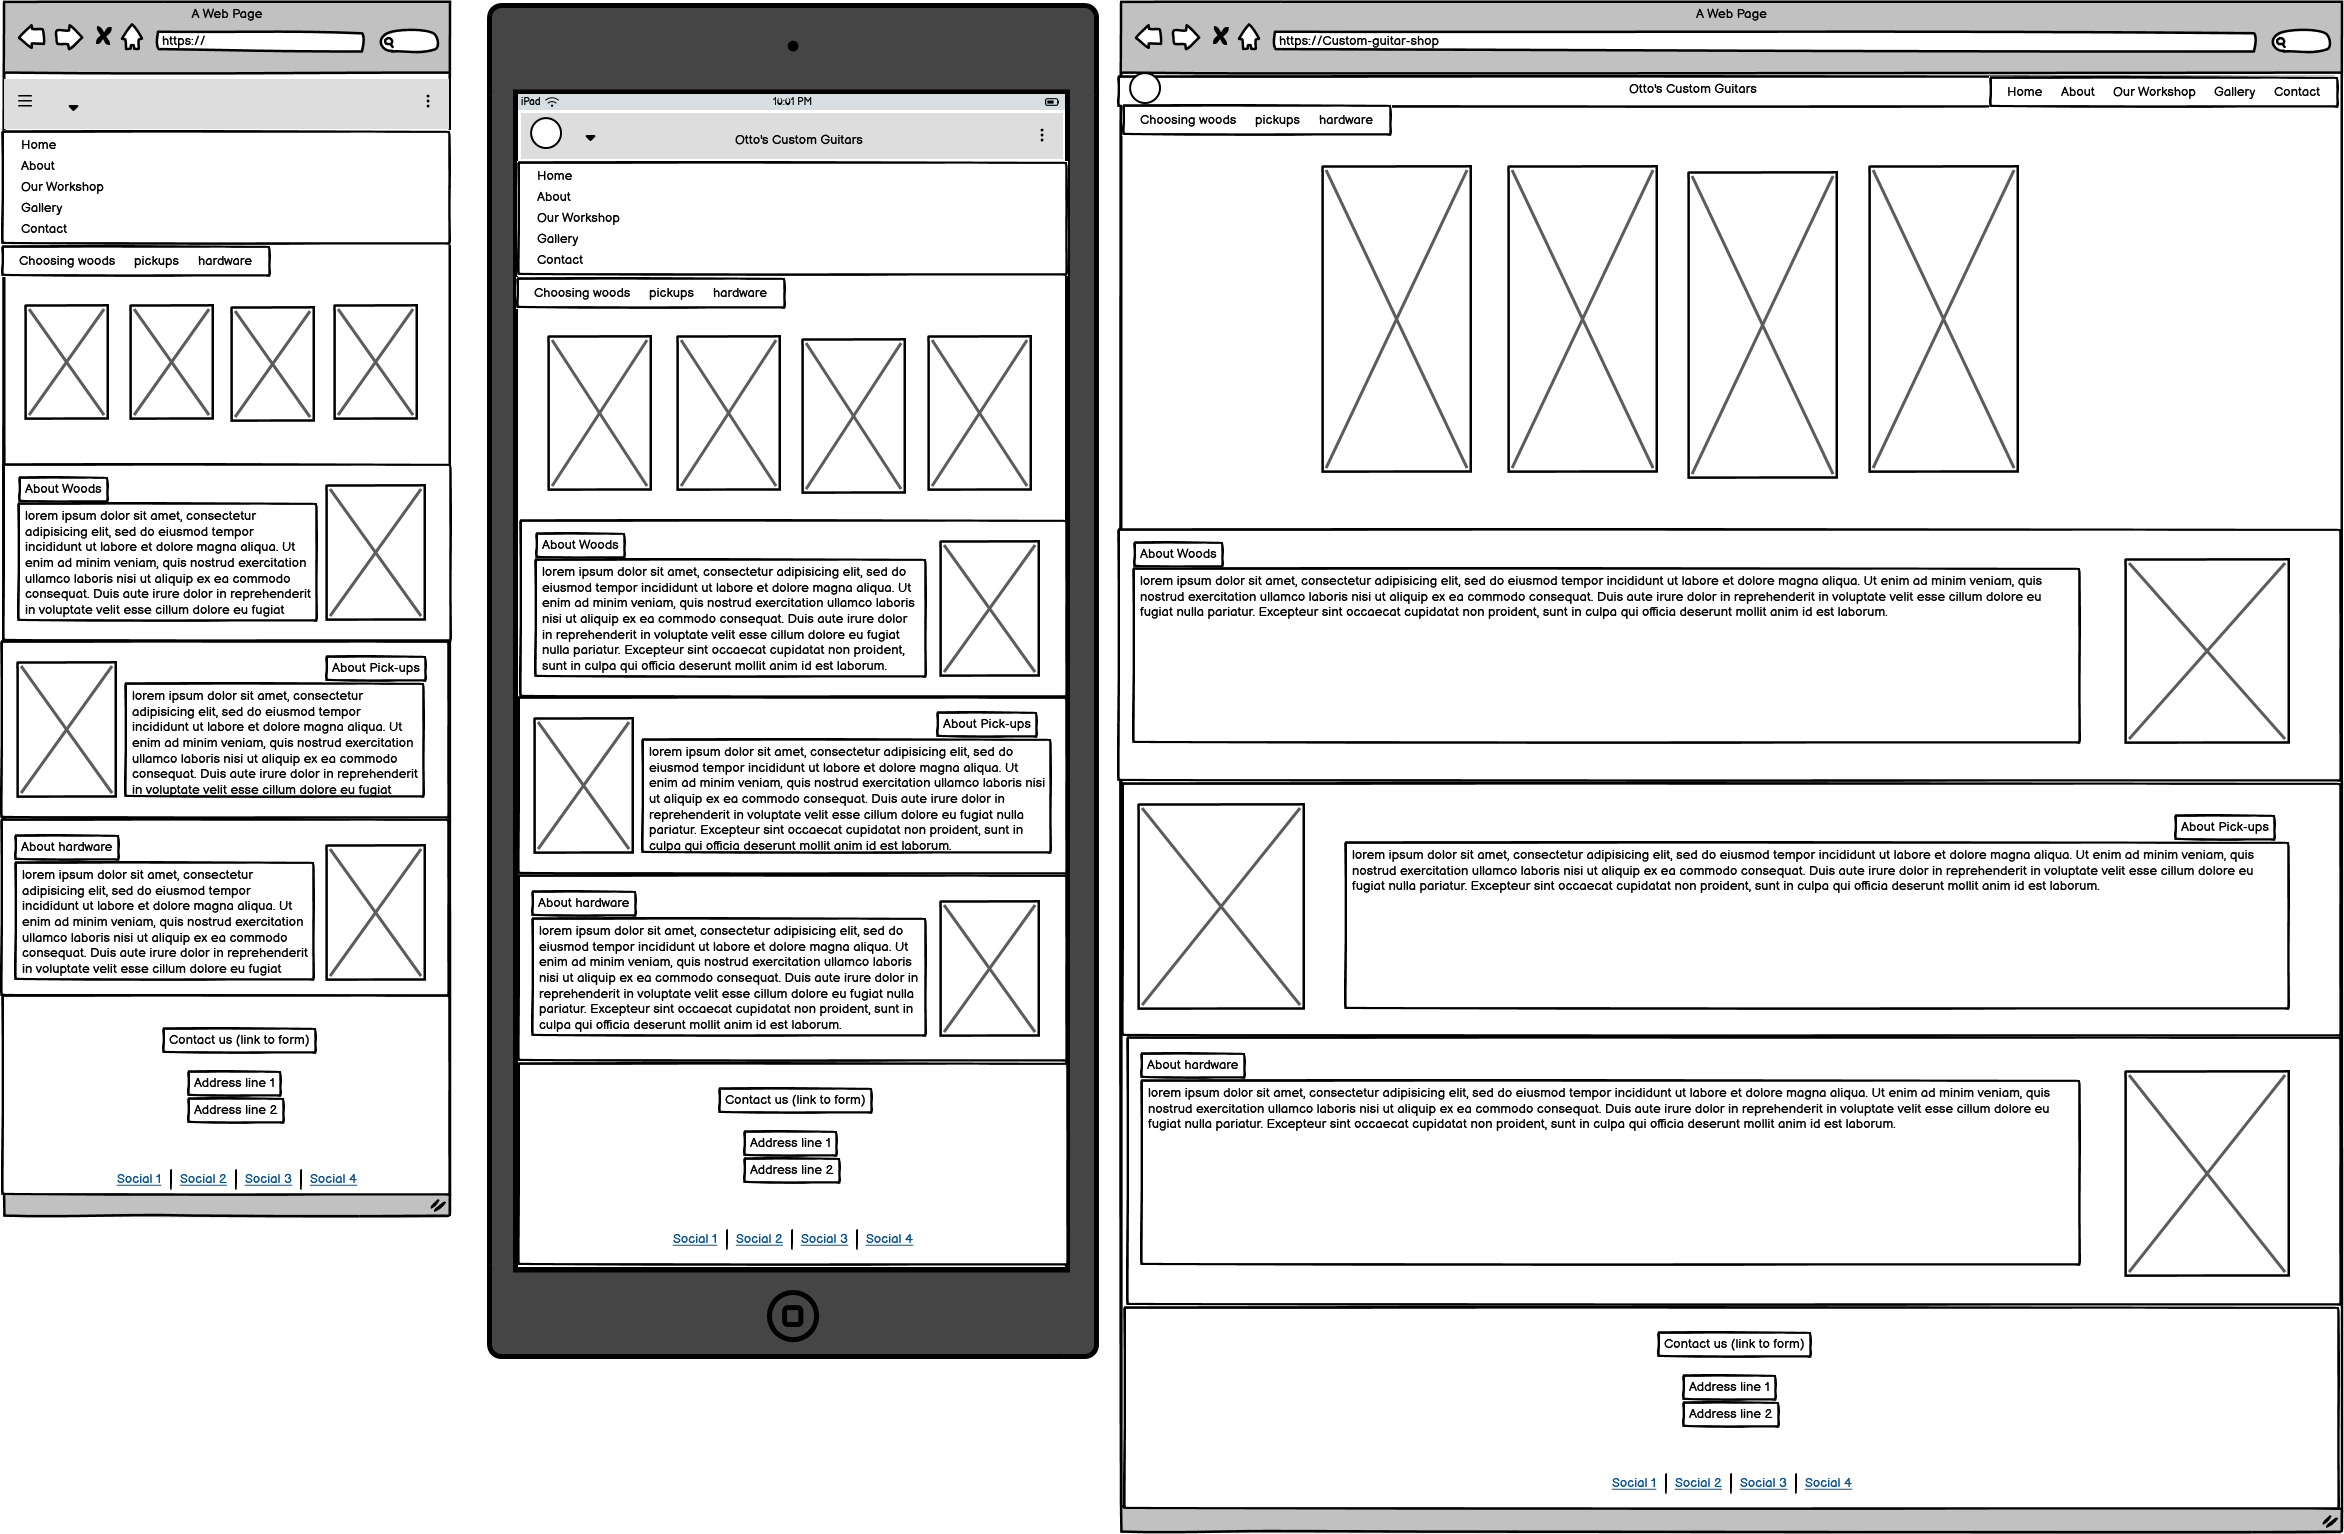 A Web Page
https://
Home
About
Our Workshop
Gallery
Contact
Choosing woods pickups hardware
About Woods
lorem ipsum dolor sit amet, consectetur
adipisicing elit, sed do eiusmod tempor
incididunt ut labore et dolore magna aliqua. Ut
enim ad minim veniam, quis nostrud exercitation
ullamco laboris nisi ut aliquip ex ea commodo
consequat. Duis aute irure dolor in reprehenderit
in voluptate velit esse cillum dolore eu fugiat
About Pick-ups
lorem ipsum dolor sit amet, consectetur
adipisicing elit, sed do eiusmod tempor
incididunt ut labore et dolore magna aliqua. Ut
enim ad minim veniam, quis nostrud exercitation
ullamco laboris nisi ut aliquip ex ea commodo
consequat. Duis aute irure dolor in reprehenderit
in voluptate velit esse cillum dolore eu fugiat
About hardware
lorem ipsum dolor sit amet, consectetur
adipisicing elit, sed do eiusmod tempor
incididunt ut labore et dolore magna aliqua. Ut
enim ad minim veniam, quis nostrud exercitation
ullamco laboris nisi ut aliquip ex ea commodo
consequat. Duis aute irure dolor in reprehenderit
in voluptate velit esse cillum dolore eu fugiat
Contact us (link to form)
Address line 1
Address line 2
Social 1 Social 2 Social 3 Social 4
iPad 10:01 PM
Otto's Custom Guitars
Home
About
Our Workshop
Gallery
Contact
Choosing woods pickups hardware
About Woods
lorem ipsum dolor sit amet, consectetur adipisicing elit, sed do
eiusmod tempor incididunt ut labore et dolore magna aliqua. Ut
enim ad minim veniam, quis nostrud exercitation ullamco laboris
nisi ut aliquip ex ea commodo consequat. Duis aute irure dolor
in reprehenderit in voluptate velit esse cillum dolore eu fugiat
nulla pariatur. Excepteur sint occaecat cupidatat non proident,
sunt in culpa qui officia deserunt mollit anim id est laborum.
About Pick-ups
lorem ipsum dolor sit amet, consectetur adipisicing elit, sed do
eiusmod tempor incididunt ut labore et dolore magna aliqua. Ut
enim ad minim veniam, quis nostrud exercitation ullamco laboris nisi
ut aliquip ex ea commodo consequat. Duis aute irure dolor in
reprehenderit in voluptate velit esse cillum dolore eu fugiat nulla
pariatur. Excepteur sint occaecat cupidatat non proident, sunt in
culpa qui officia deserunt mollit anim id est laborum.
About hardware
lorem ipsum dolor sit amet, consectetur adipisicing elit, sed do
eiusmod tempor incididunt ut labore et dolore magna aliqua. Ut
enim ad minim veniam, quis nostrud exercitation ullamco laboris
nisi ut aliquip ex ea commodo consequat. Duis aute irure dolor in
reprehenderit in voluptate velit esse cillum dolore eu fugiat nulla
pariatur. Excepteur sint occaecat cupidatat non proident, sunt in
culpa qui officia deserunt mollit anim id est laborum.
Contact us (link to form)
Address line 1
Address line 2
Social 1 Social 2 Social 3 Social 4
A Web Page
https://Custom-guitar-shop
Otto's Custom Guitars
Home About Our Workshop Gallery Contact
Choosing woods pickups hardware
About Woods
lorem ipsum dolor sit amet, consectetur adipisicing elit, sed do eiusmod tempor incididunt ut labore et dolore magna aliqua. Ut enim ad minim veniam, quis
nostrud exercitation ullamco laboris nisi ut aliquip ex ea commodo consequat. Duis aute irure dolor in reprehenderit in voluptate velit esse cillum dolore eu
fugiat nulla pariatur. Excepteur sint occaecat cupidatat non proident, sunt in culpa qui officia deserunt mollit anim id est laborum.
About Pick-ups
lorem ipsum dolor sit amet, consectetur adipisicing elit, sed do eiusmod tempor incididunt ut labore et dolore magna aliqua. Ut enim ad minim veniam, quis
nostrud exercitation ullamco laboris nisi ut aliquip ex ea commodo consequat. Duis aute irure dolor in reprehenderit in voluptate velit esse cillum dolore eu
fugiat nulla pariatur. Excepteur sint occaecat cupidatat non proident, sunt in culpa qui officia deserunt mollit anim id est laborum.
About hardware
lorem ipsum dolor sit amet, consectetur adipisicing elit, sed do eiusmod tempor incididunt ut labore et dolore magna aliqua. Ut enim ad minim veniam, quis
nostrud exercitation ullamco laboris nisi ut aliquip ex ea commodo consequat. Duis aute irure dolor in reprehenderit in voluptate velit esse cillum dolore eu
fugiat nulla pariatur. Excepteur sint occaecat cupidatat non proident, sunt in culpa qui officia deserunt mollit anim id est laborum.
Contact us (link to form)
Address line 1
Address line 2
Social 1 Social 2 Social 3 Social 4